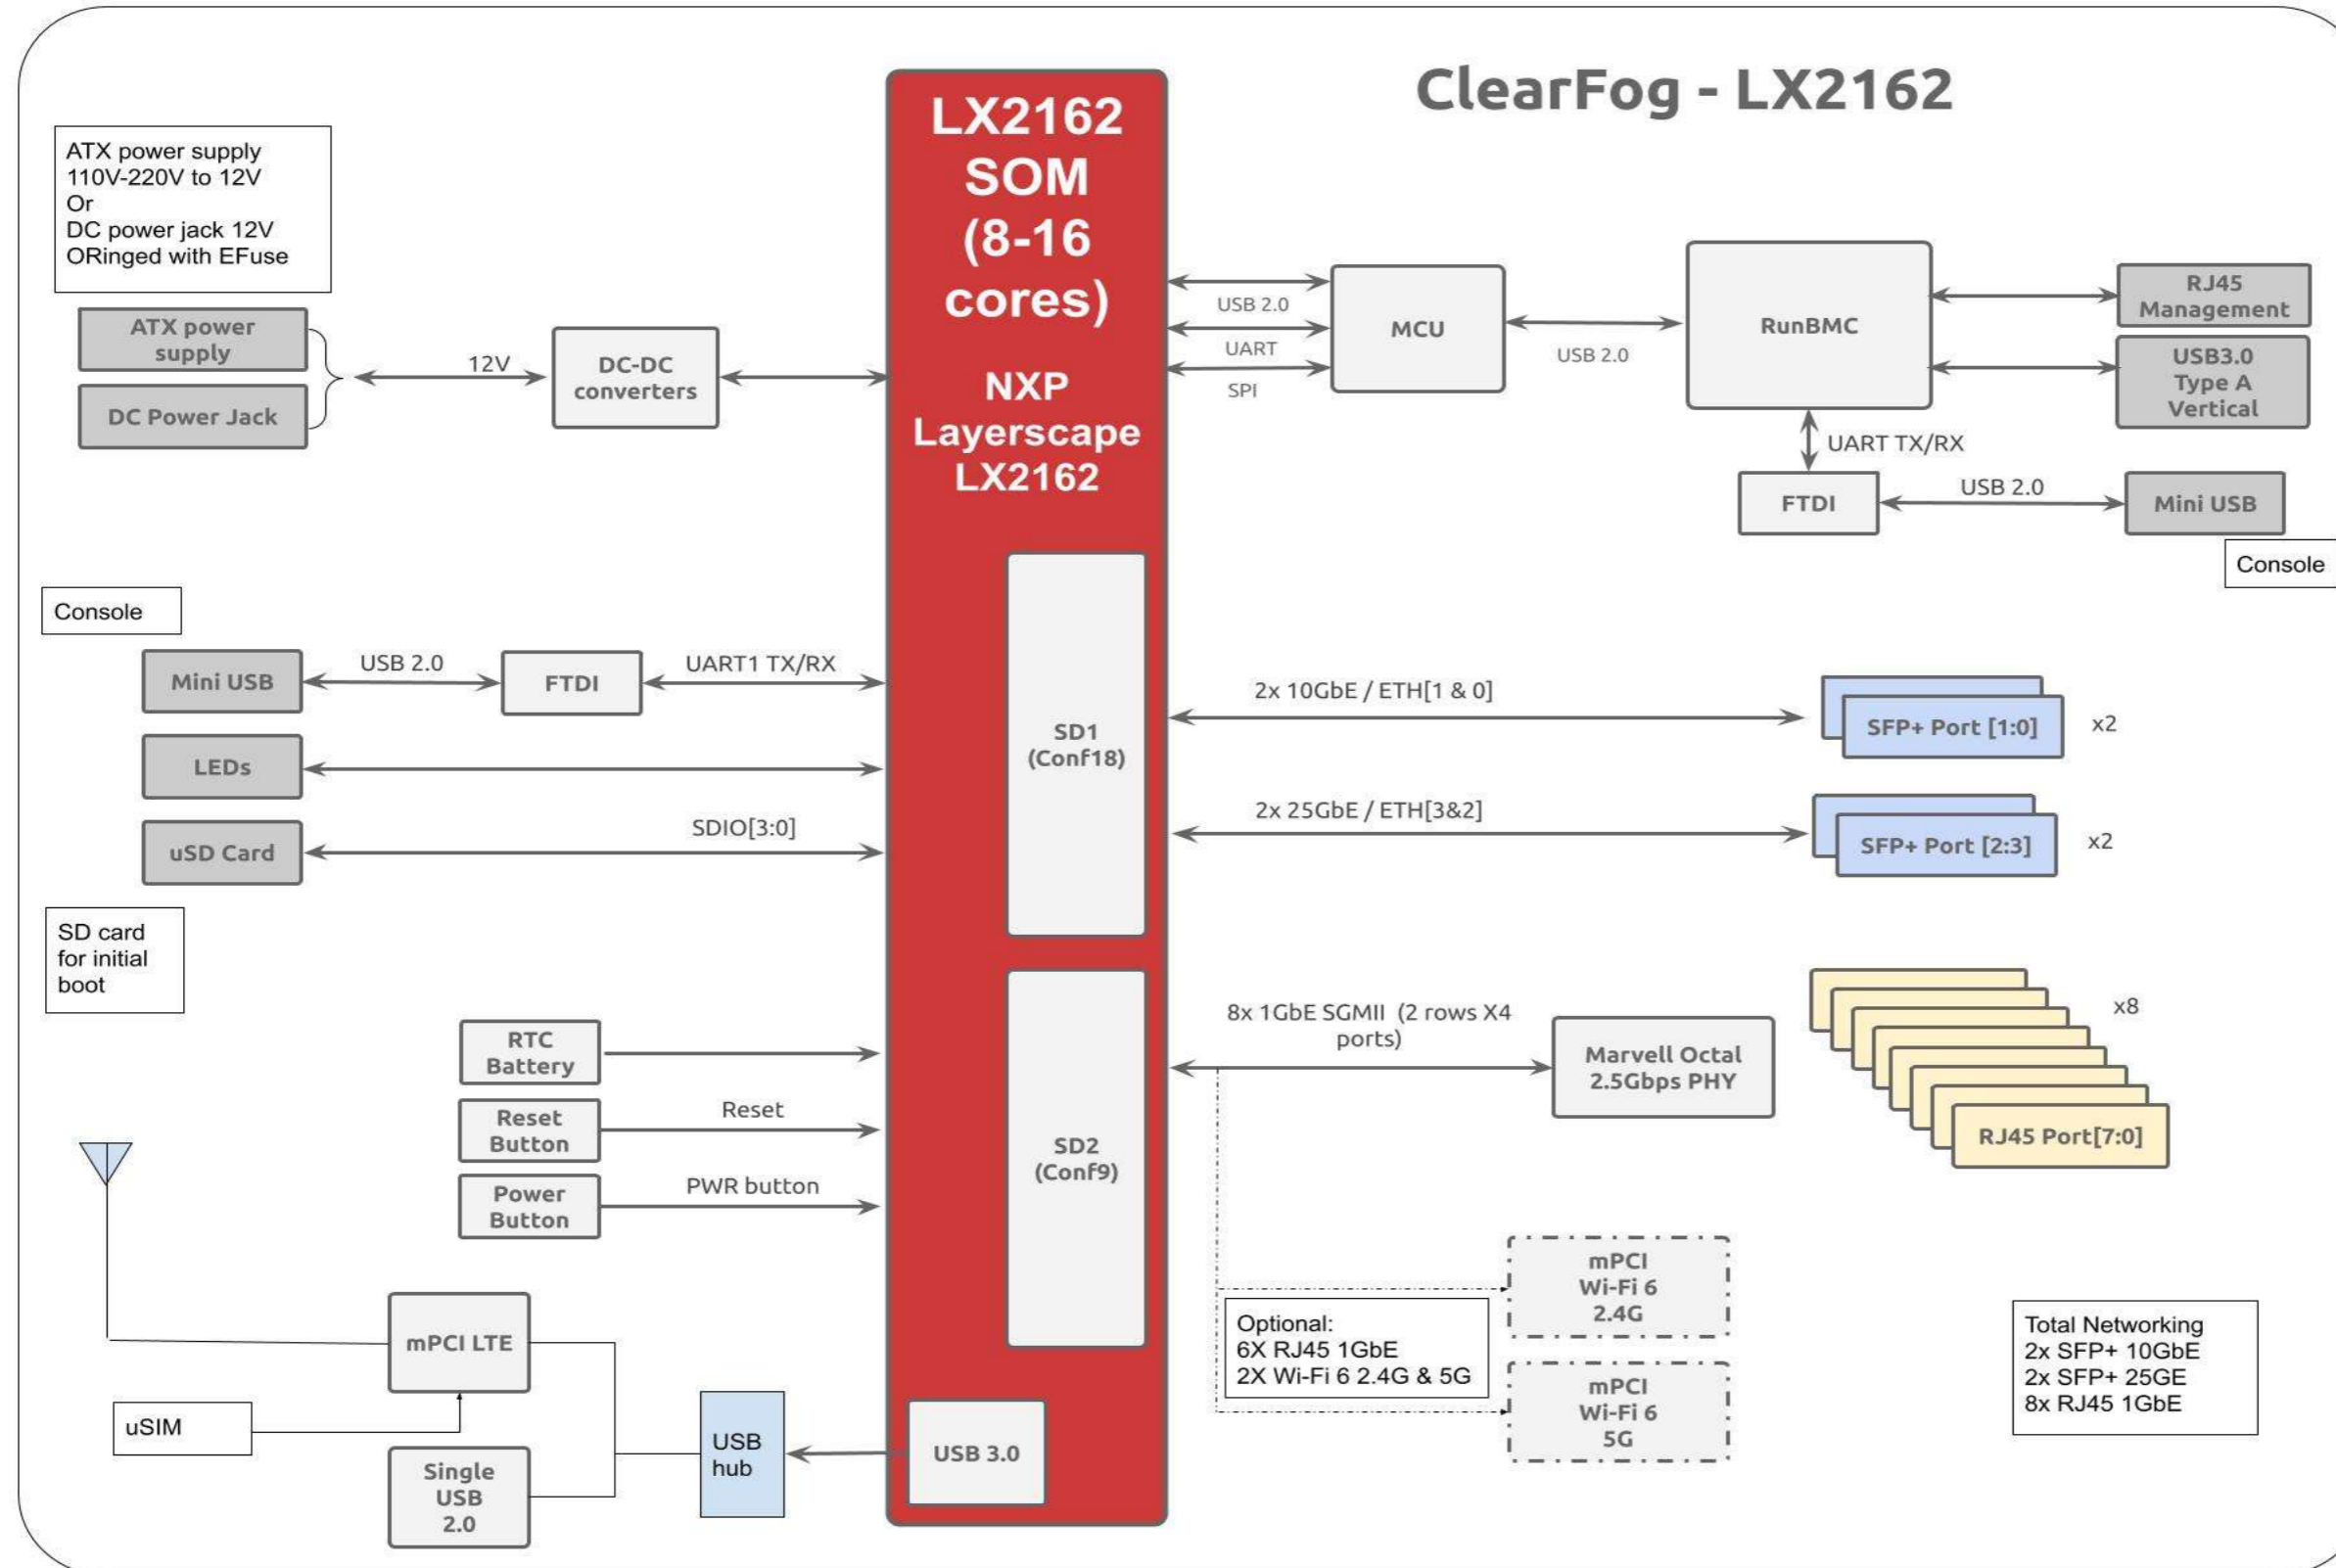 ClearFog - LX2162
LX2162
SOM
(8-16
cores)
NXP
Layerscape
LX2162
ATX power supply
110V-220V to 12V
Or
DC power jack 12V
ORinged with EFuse
ATX power
supply
DC Power Jack
12V
DC-DC
converters
USB 2.0
UART
SPI
MCU
USB 2.0
RunBMC
RJ45
Management
USB3.0
Type A
Vertical
UART TX/RX
FTDI
USB 2.0
Mini USB
Console
Console
Mini USB
USB 2.0
FTDI
UART1 TX/RX
LEDs
uSD Card
SDIO[3:0]
SD card
for initial
boot
SD1
(Conf18)
2x 10GbE / ETH[1 & 0]
SFP+ Port [1:0]
x2
2x 25GbE / ETH[3&2]
SFP+ Port [2:3]
x2
RTC
Battery
Reset
Button
Reset
Power
Button
PWR button
SD2
(Conf9)
8x 1GbE SGMII (2 rows X4
ports)
Marvell Octal
2.5Gbps PHY
x8
RJ45 Port[7:0]
mPCI
Wi-Fi 6
2.4G
Optional:
6X RJ45 1GbE
2X Wi-Fi 6 2.4G & 5G
mPCI
Wi-Fi 6
5G
Total Networking
2x SFP+ 10GbE
2x SFP+ 25GE
8x RJ45 1GbE
mPCI LTE
uSIM
Single
USB
2.0
USB
hub
USB 3.0